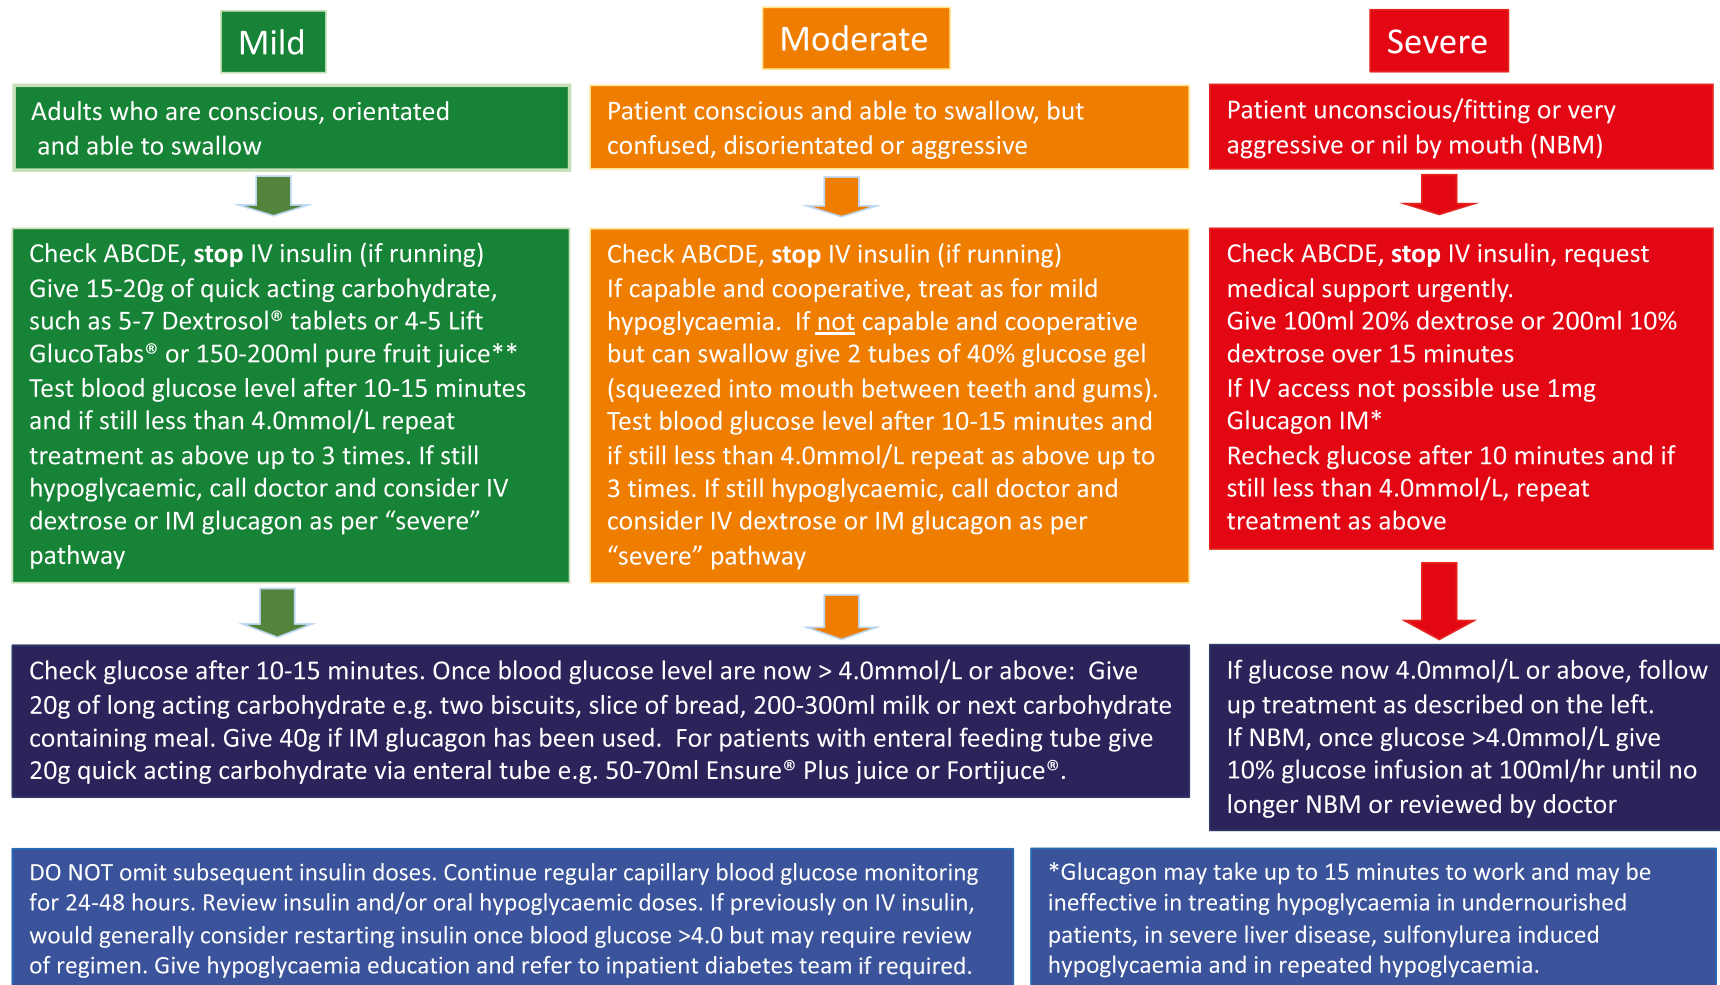 Mild
Adults who are conscious, orientated
and able to swallow
Check ABCDE, stop IV insulin (if running)
Give 15-20g of quick acting carbohydrate,
such as 5-7 Dextrosol® tablets or 4-5 Lift
GlucoTabs® or 150-200ml pure fruit juice**
Test blood glucose level after 10-15 minutes
and if still less than 4.0mmol/L repeat
treatment as above up to 3 times. If still
hypoglycaemic, call doctor and consider IV
dextrose or IM glucagon as per “severe”
pathway
Moderate
Patient conscious and able to swallow, but
confused, disorientated or aggressive
Check ABCDE, stop IV insulin (if running)
If capable and cooperative, treat as for mild
hypoglycaemia. If not capable and cooperative
but can swallow give 2 tubes of 40% glucose gel
(squeezed into mouth between teeth and gums).
Test blood glucose level after 10-15 minutes and
if still less than 4.0mmol/L repeat as above up to
3 times. If still hypoglycaemic, call doctor and
consider IV dextrose or IM glucagon as per
“severe” pathway
Severe
Patient unconscious/fitting or very
aggressive or nil by mouth (NBM)
Check ABCDE, stop IV insulin, request
medical support urgently.
Give 100ml 20% dextrose or 200ml 10%
dextrose over 15 minutes
If IV access not possible use 1mg
Glucagon IM*
Recheck glucose after 10 minutes and if
still less than 4.0mmol/L, repeat
treatment as above
Check glucose after 10-15 minutes. Once blood glucose level are now > 4.0mmol/L or above: Give
20g of long acting carbohydrate e.g. two biscuits, slice of bread, 200-300ml milk or next carbohydrate
containing meal. Give 40g if IM glucagon has been used. For patients with enteral feeding tube give
20g quick acting carbohydrate via enteral tube e.g. 50-70ml Ensure® Plus juice or Fortijuce®.
If glucose now 4.0mmol/L or above, follow
up treatment as described on the left.
If NBM, once glucose >4.0mmol/L give
10% glucose infusion at 100ml/hr until no
longer NBM or reviewed by doctor
DO NOT omit subsequent insulin doses. Continue regular capillary blood glucose monitoring
for 24-48 hours. Review insulin and/or oral hypoglycaemic doses. If previously on IV insulin,
would generally consider restarting insulin once blood glucose >4.0 but may require review
of regimen. Give hypoglycaemia education and refer to inpatient diabetes team if required.
*Glucagon may take up to 15 minutes to work and may be
ineffective in treating hypoglycaemia in undernourished
patients, in severe liver disease, sulfonylurea induced
hypoglycaemia and in repeated hypoglycaemia.